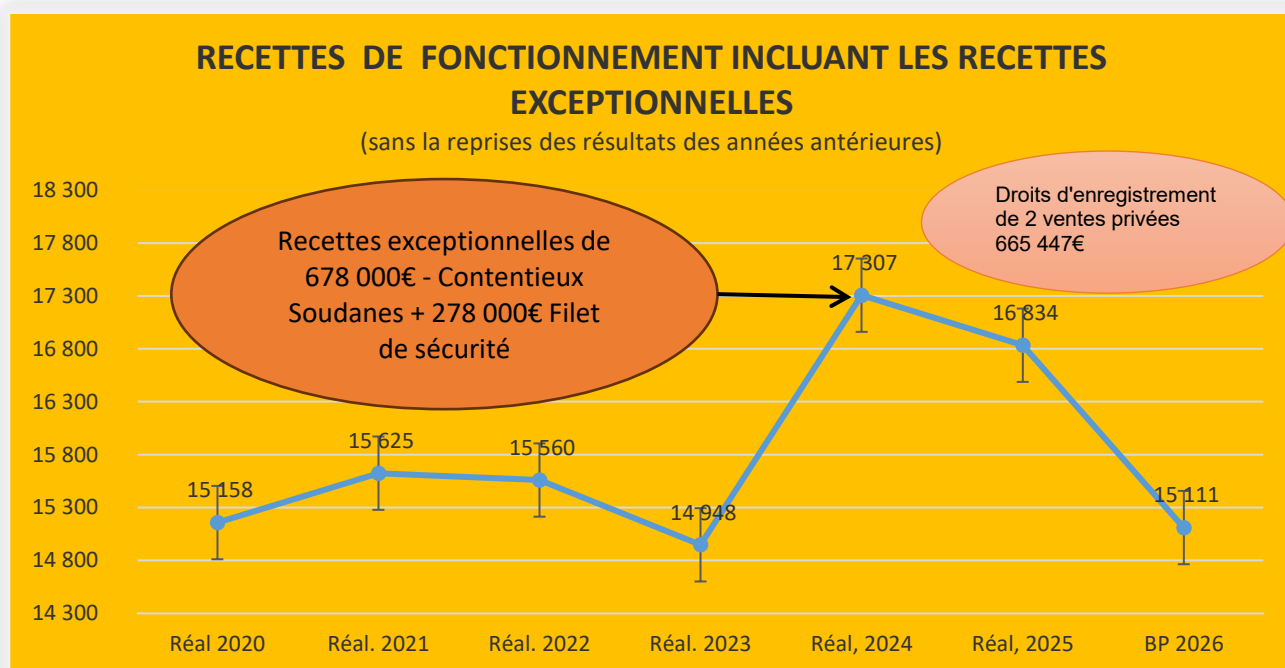 RECETTES DE FONCTIONNEMENT INCLUANT LES RECETTES
EXCEPTIONNELLES
(sans la reprises des résultats des années antérieures)
Recettes exceptionnelles de
678 000€ - Contentieux
Soudanes + 278 000€ Filet
de sécurité
Droits d'enregistrement
de 2 ventes privées
665 447€
18 300
17 800
17 300
16 800
16 300
15 800
15 300
14 800
14 300
15 158
15 625
15 560
14 948
17 307
16 834
15 111
Réal 2020
Réal. 2021
Réal. 2022
Réal. 2023
Réal, 2024
Réal, 2025
BP 2026